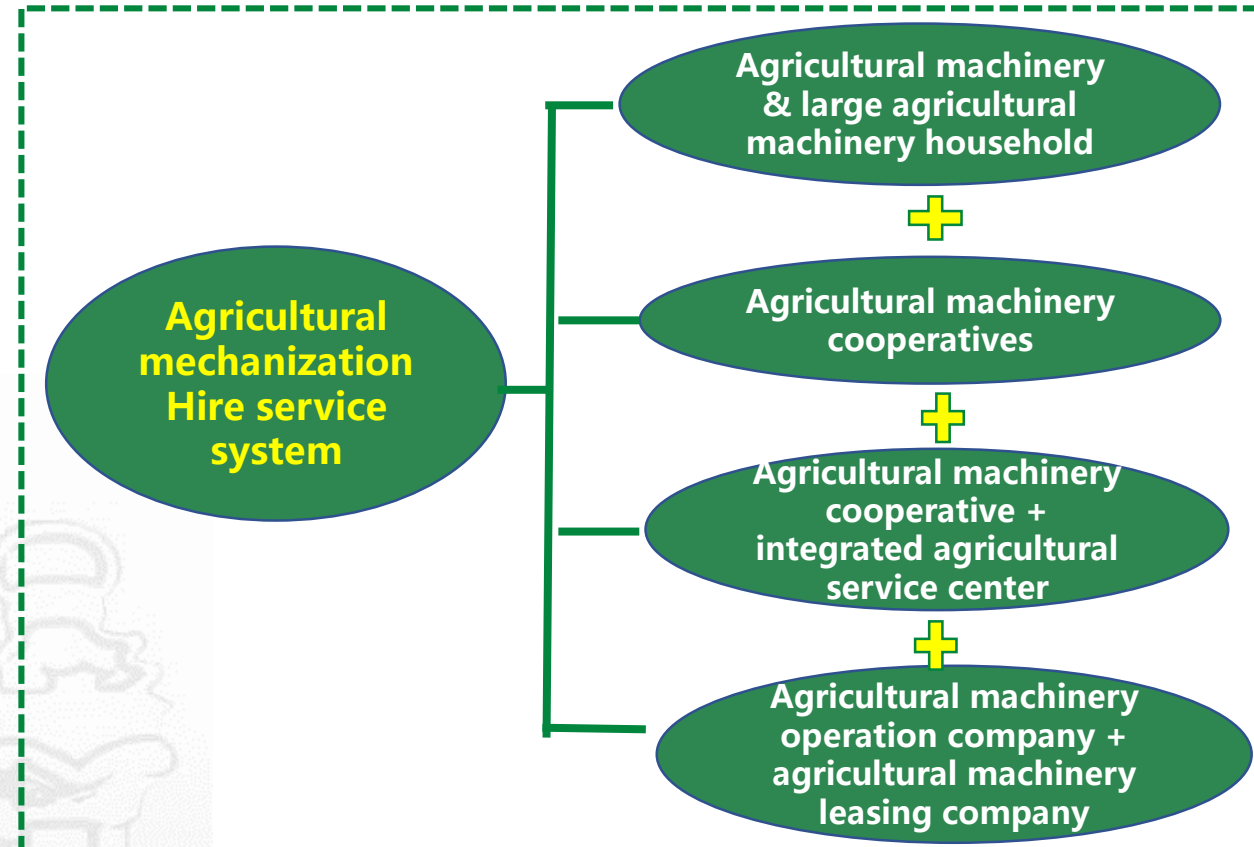 Agricultural
mechanization
Hire service
system
Agricultural machinery
& large agricultural
machinery household
Agricultural machinery
cooperatives
Agricultural machinery
cooperative +
integrated agricultural
service center
Agricultural machinery
operation company +
agricultural machinery
leasing company